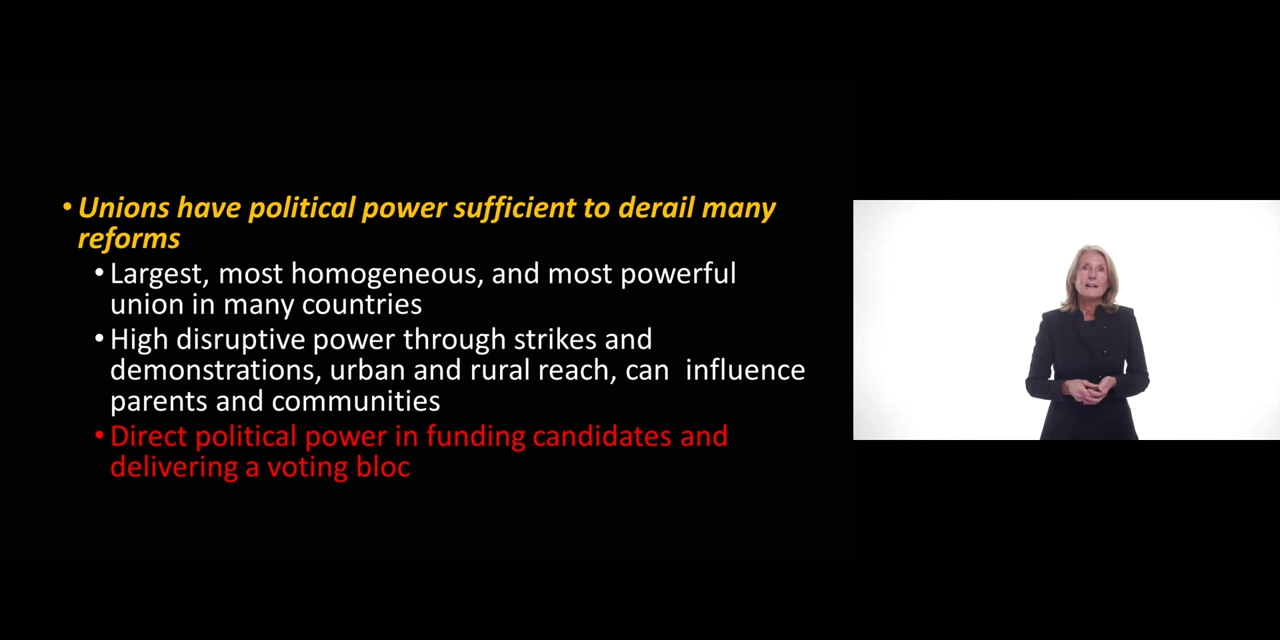 • Unions have political power sufficient to derail many
reforms
• Largest, most homogeneous, and most powerful
union in many countries
• High disruptive power through strikes and
demonstrations, urban and rural reach, can  influence
parents and communities
• Direct political power in funding candidates and
delivering a voting bloc